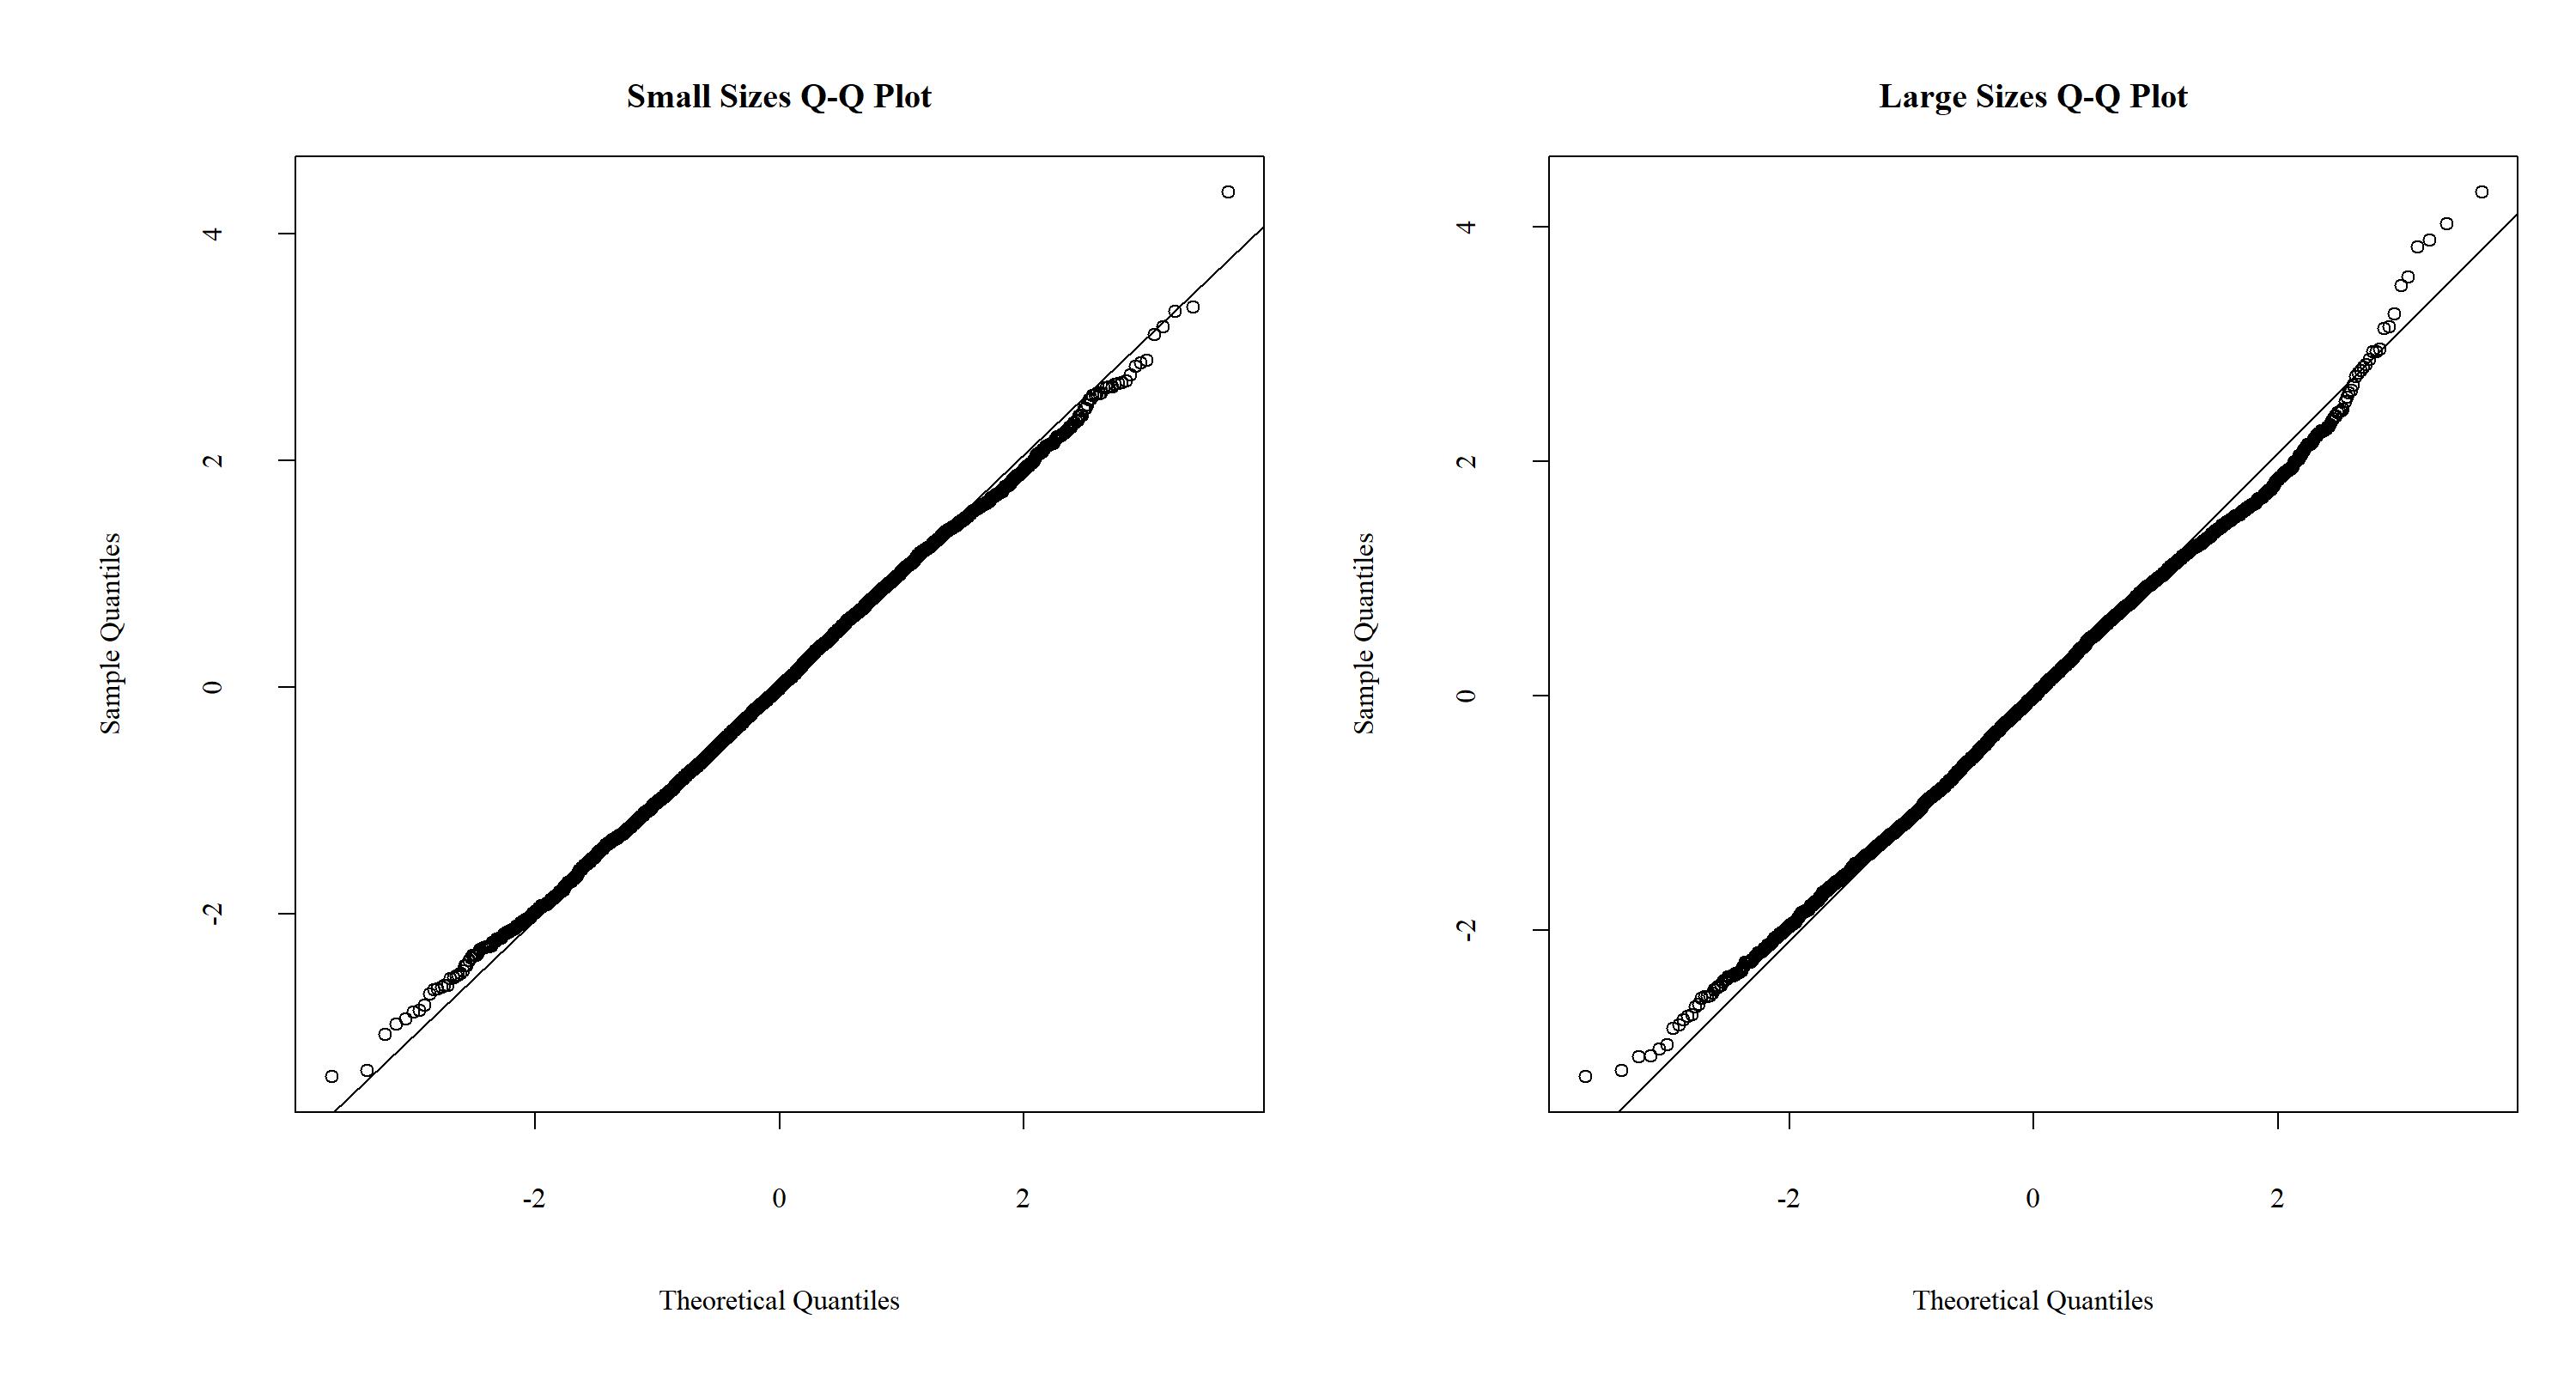 Small Sizes Q-Q Plot
Sample Quantiles
4
2
0
-2
-2 0 2
Theoretical Quantiles
Large Sizes Q-Q Plot
Sample Quantiles
4
2
0
-2
-2 0 2
Theoretical Quantiles